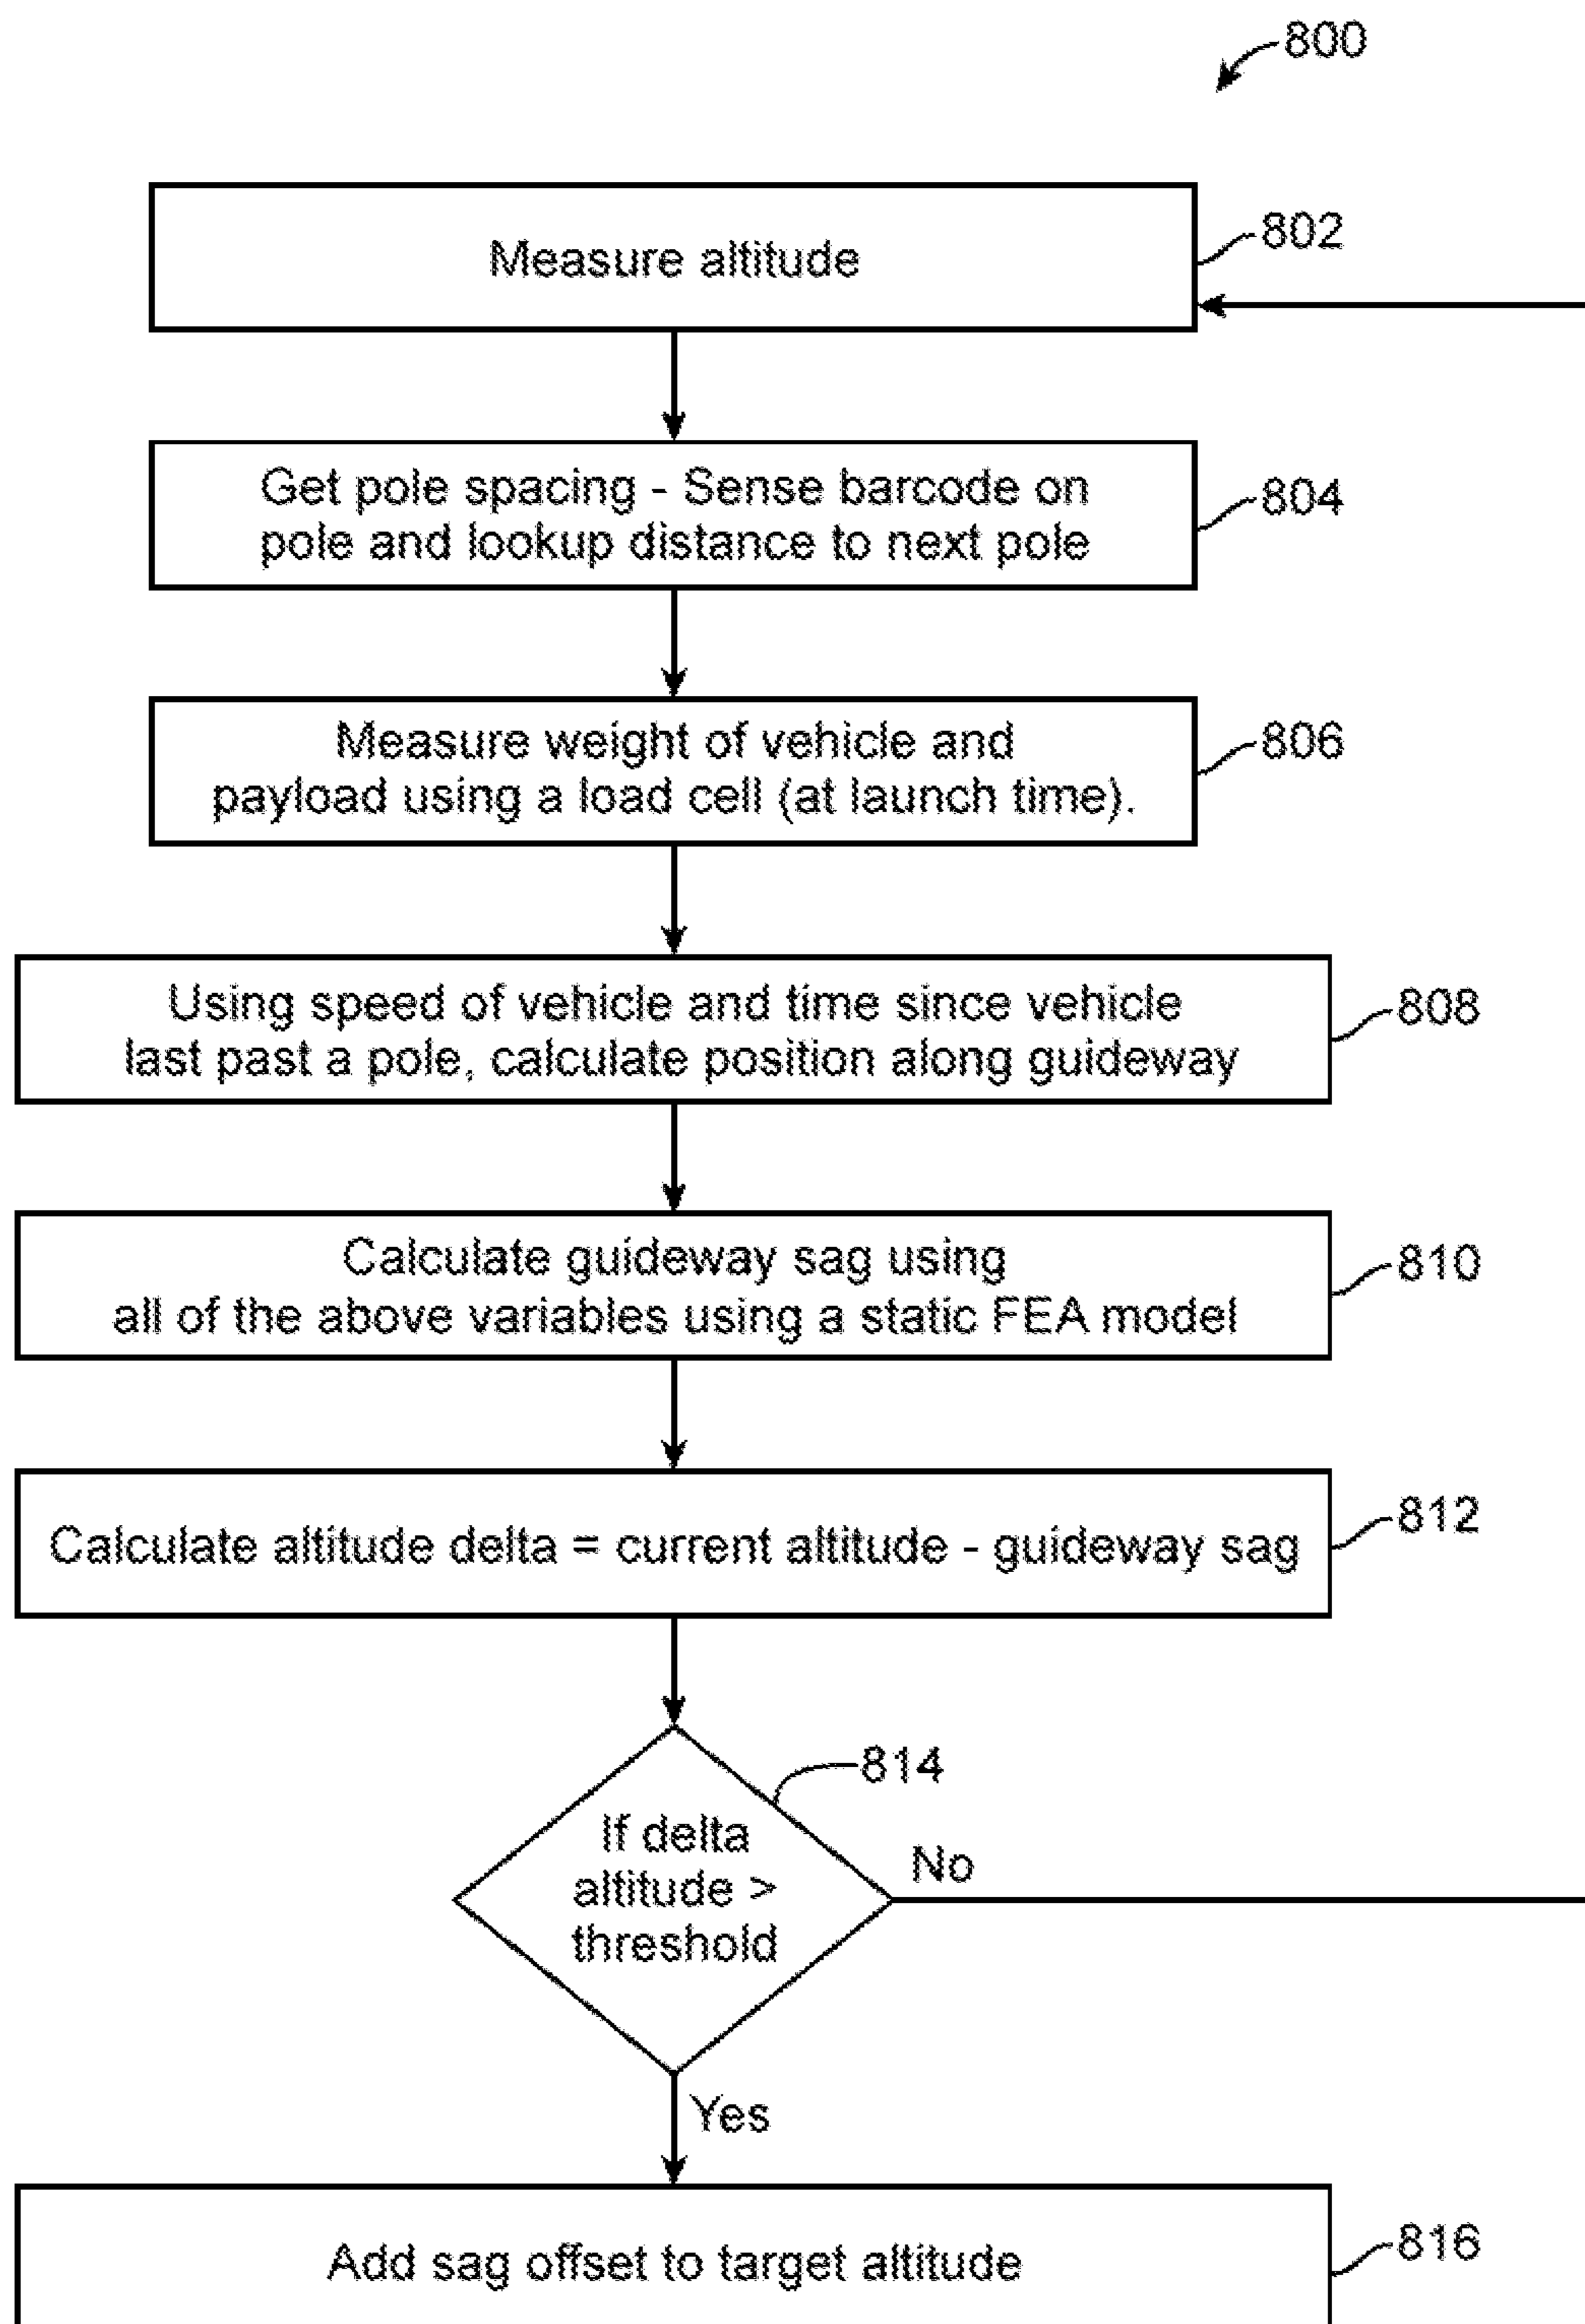 800
Measure altitude
802
Get pole spacing - Sense barcode on
pole and lookup distance to next pole
804
Measure weight of vehicle and
payload using a load cell (at launch time).
806
Using speed of vehicle and time since vehicle
last past a pole, calculate position along guideway
808
Calculate guideway sag using
all of the above variables using a static FEA model
810
Calculate altitude delta = current altitude - guideway sag
812
If delta
altitude >
threshold
814
No
Yes
Add sag offset to target altitude
816